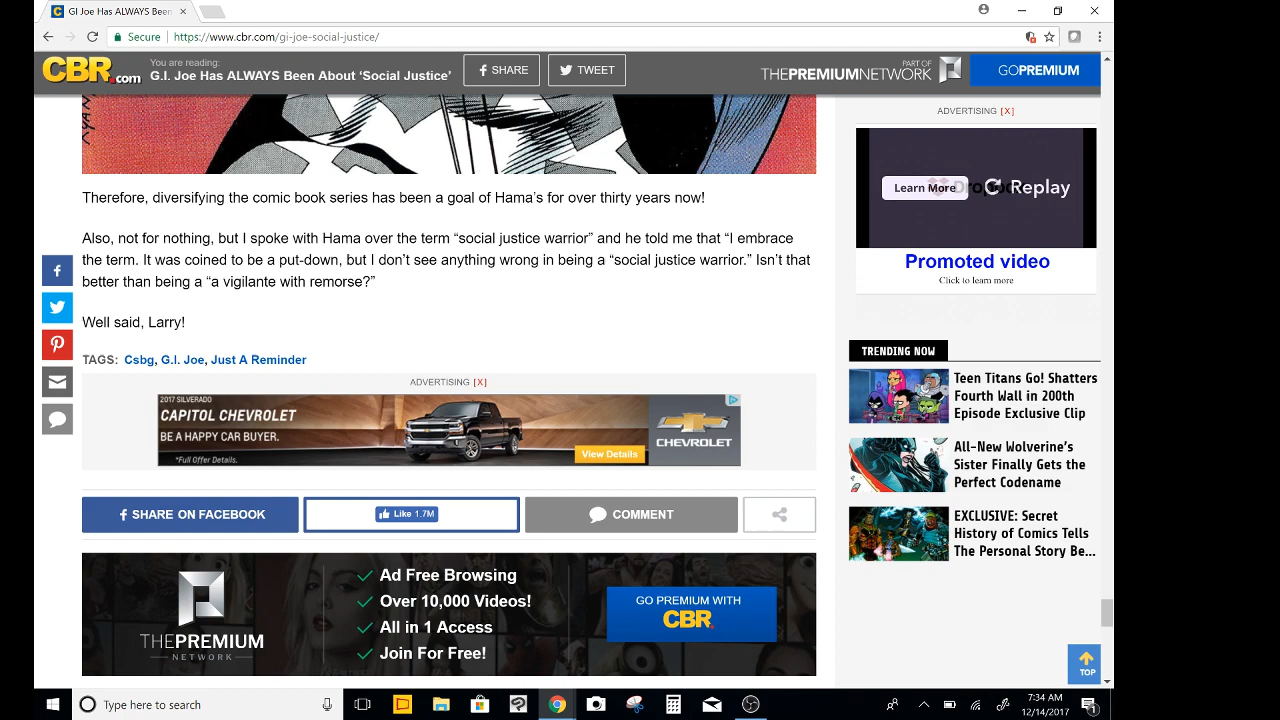 GI Joe Has ALWAYS Been
Secure
https://www.cbr.com/gi-joe-social-justice/
CBR.com
You are reading:
G.I. Joe Has ALWAYS Been About ‘Social Justice’
SHARE
TWEET
THEPREMIUMNETWORK
PART OF
GOPREMIUM
RYAN
Therefore, diversifying the comic book series has been a goal of Hama’s for over thirty years now!
Also, not for nothing, but I spoke with Hama over the term “social justice warrior” and he told me that “I embrace
the term. It was coined to be a put-down, but I don’t see anything wrong in being a “social justice warrior.” Isn’t that
better than being a “a vigilante with remorse?”
Well said, Larry!
TAGS: Csbg, G.I. Joe, Just A Reminder
ADVERTISING [X]
2017 SILVERADO
CAPITOL CHEVROLET
BE A HAPPY CAR BUYER.
*Full Offer Details.
View Details
CHEVROLET
SHARE ON FACEBOOK
Like 1.7M
COMMENT
THEPREMIUM
NETWORK
Ad Free Browsing
Over 10,000 Videos!
All in 1 Access
Join For Free!
GO PREMIUM WITH
CBR.
ADVERTISING [X]
Learn More
Replay
Promoted video
Click to learn more
TRENDING NOW
Teen Titans Go! Shatters
Fourth Wall in 200th
Episode Exclusive Clip
All-New Wolverine’s
Sister Finally Gets the
Perfect Codename
EXCLUSIVE: Secret
History of Comics Tells
The Personal Story Be...
TOP
Type here to search
7:34 AM
12/14/2017
1